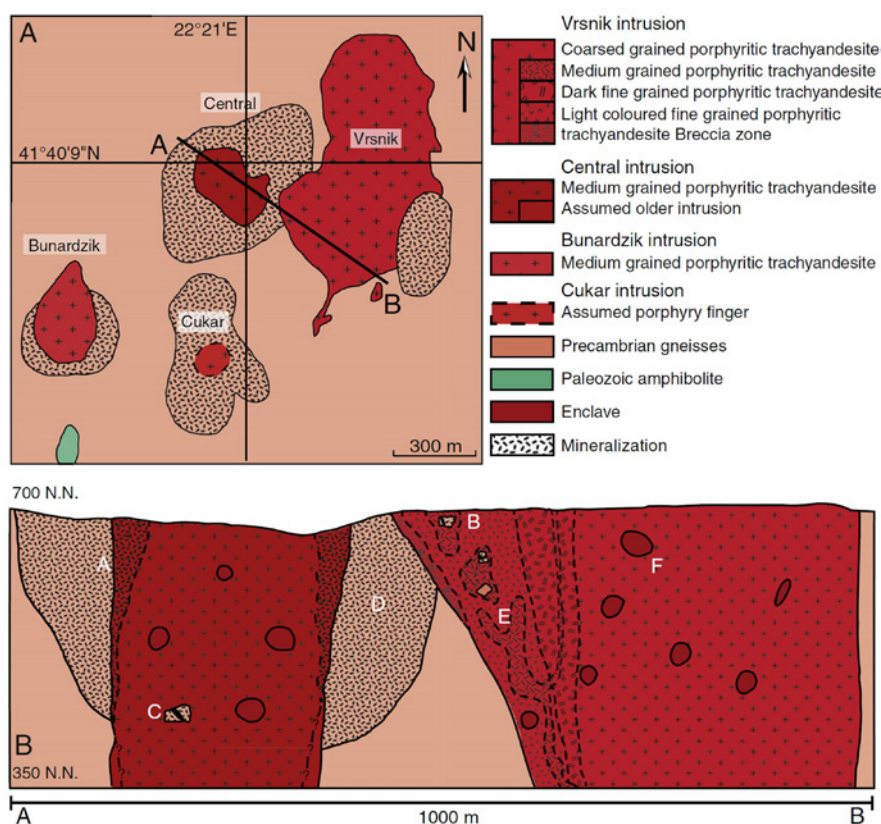 A
22°21'E
N
Central
A
Vrsnik
41°40'9"N
Bunardzik
B
Cukar
300 m
Vrsnik intrusion
Coarsed grained porphyritic trachyandesite
Medium grained porphyritic trachyandesite
Dark fine grained porphyritic trachyandesite
Light coloured fine grained porphyritic
trachyandesite Breccia zone
Central intrusion
Medium grained porphyritic trachyandesite
Assumed older intrusion
Bunardzik intrusion
Medium grained porphyritic trachyandesite
Cukar intrusion
Assumed porphyry finger
Precambrian gneisses
Paleozoic amphibolite
Enclave
Mineralization
700 N.N.
A
B
F
D
E
C
B
350 N.N.
?
?
A
1000 m
B